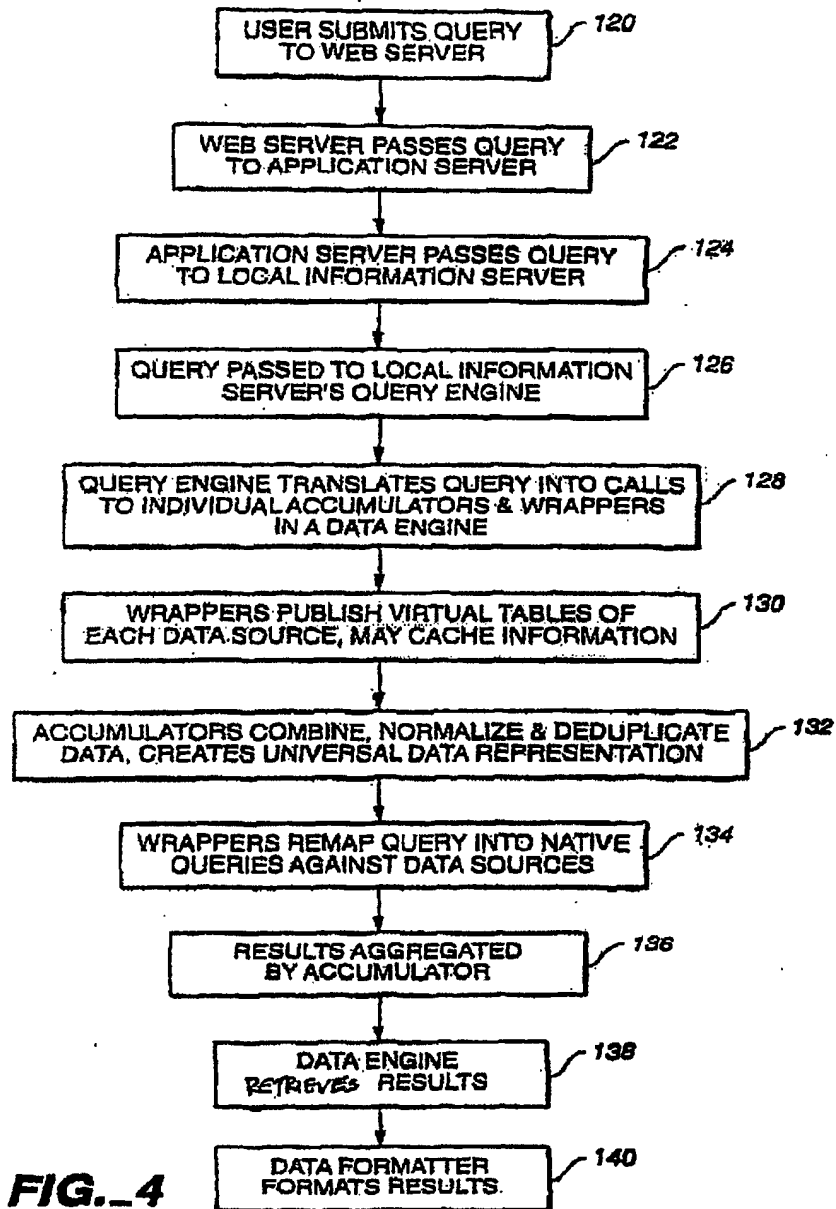 USER SUBMITS QUERY
TO WEB SERVER
120
WEB SERVER PASSES QUERY
TO APPLICATION SERVER
122
APPLICATION SERVER PASSES QUERY
TO LOCAL INFORMATION SERVER
124
QUERY PASSED TO LOCAL INFORMATION
SERVER'S QUERY ENGINE
126
QUERY ENGINE TRANSLATES QUERY INTO CALLS
TO INDIVIDUAL ACCUMULATORS & WRAPPERS
IN A DATA ENGINE
128
WRAPPERS PUBLISH VIRTUAL TABLES OF
EACH DATA SOURCE, MAY CACHE INFORMATION
130
ACCUMULATORS COMBINE, NORMALIZE & DEDUPLICATE
DATA, CREATES UNIVERSAL DATA REPRESENTATION
132
WRAPPERS REMAP QUERY INTO NATIVE
QUERIES AGAINST DATA SOURCES
134
RESULTS AGGREGATED
BY ACCUMULATOR
136
DATA ENGINE
RETRIEVES RESULTS
138
DATA FORMATTER
FORMATS RESULTS.
140
FIG._4